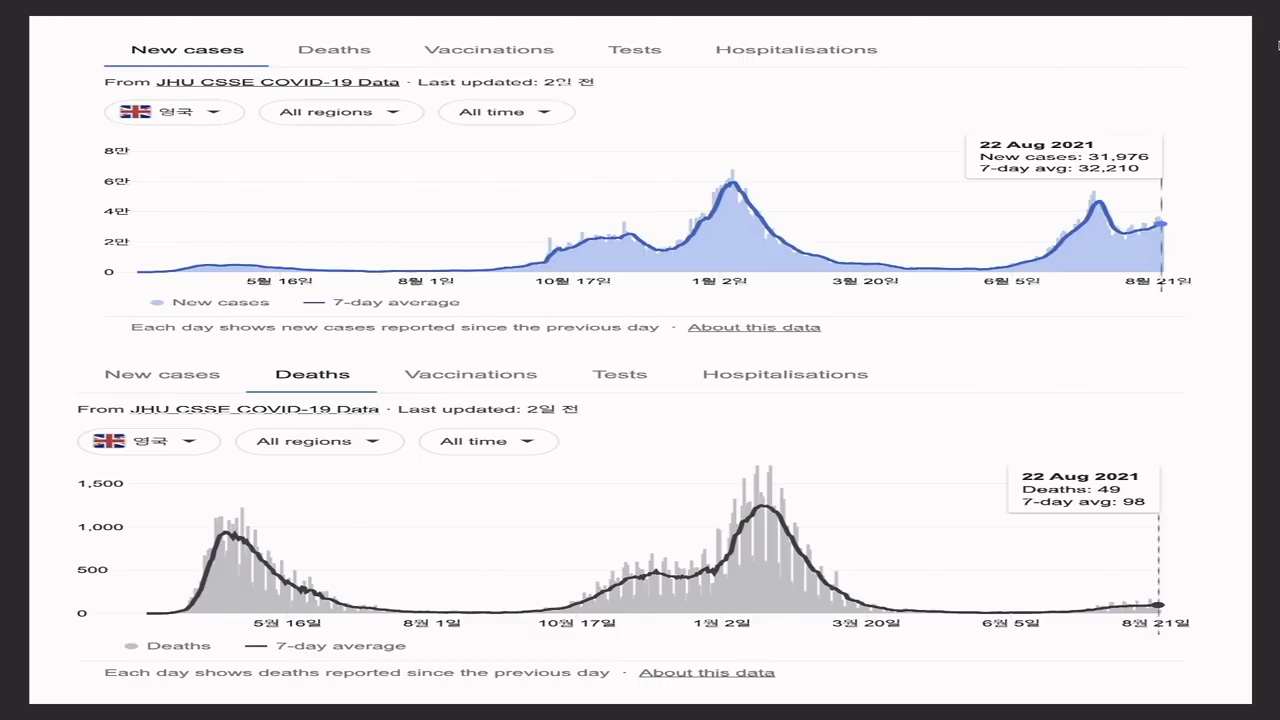 New cases Deaths Vaccinations Tests Hospitalisations
From JHU CSSE COVID-19 Data · Last updated: 2일 전
영국 All regions All time
22 Aug 2021
New cases: 31,976
7-day avg: 32,210
8만
6만
4만
2만
0
5월 16일 8월 1일 10월 17일 1월 2일 3월 20일 6월 5일 8월 21일
New cases 7-day average
Each day shows new cases reported since the previous day · About this data
New cases Deaths Vaccinations Tests Hospitalisations
From JHU CSSE COVID-19 Data · Last updated: 2일 전
영국 All regions All time
22 Aug 2021
Deaths: 49
7-day avg: 98
1,500
1,000
500
0
5월 16일 8월 1일 10월 17일 1월 2일 3월 20일 6월 5일 8월 21일
Deaths 7-day average
Each day shows deaths reported since the previous day · About this data